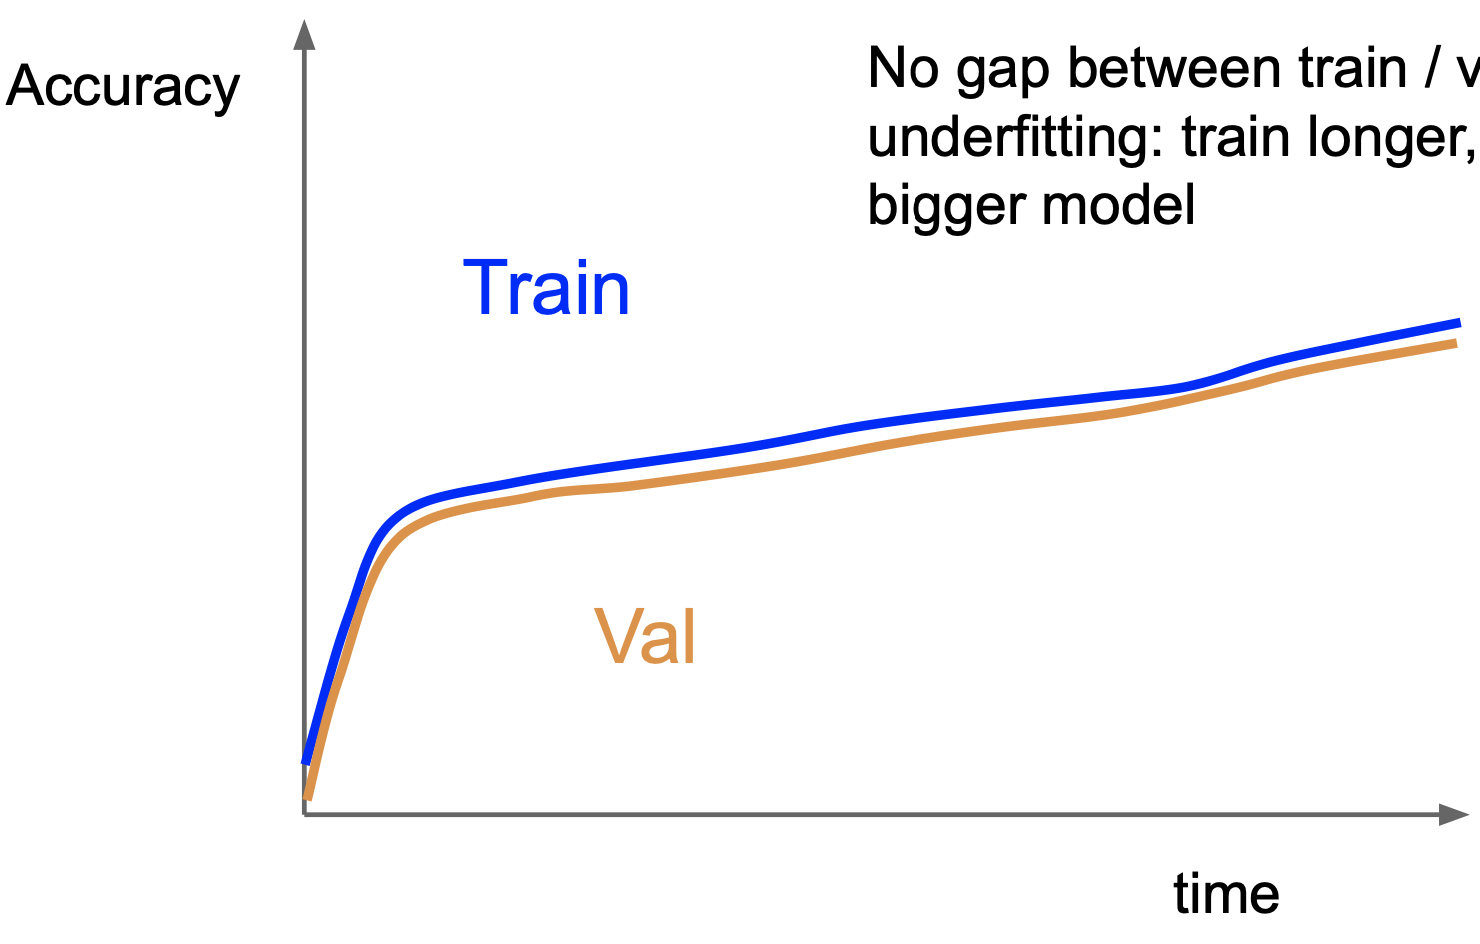 Accuracy
No gap between train /
underfitting: train longer,
bigger model
Train
Val
time